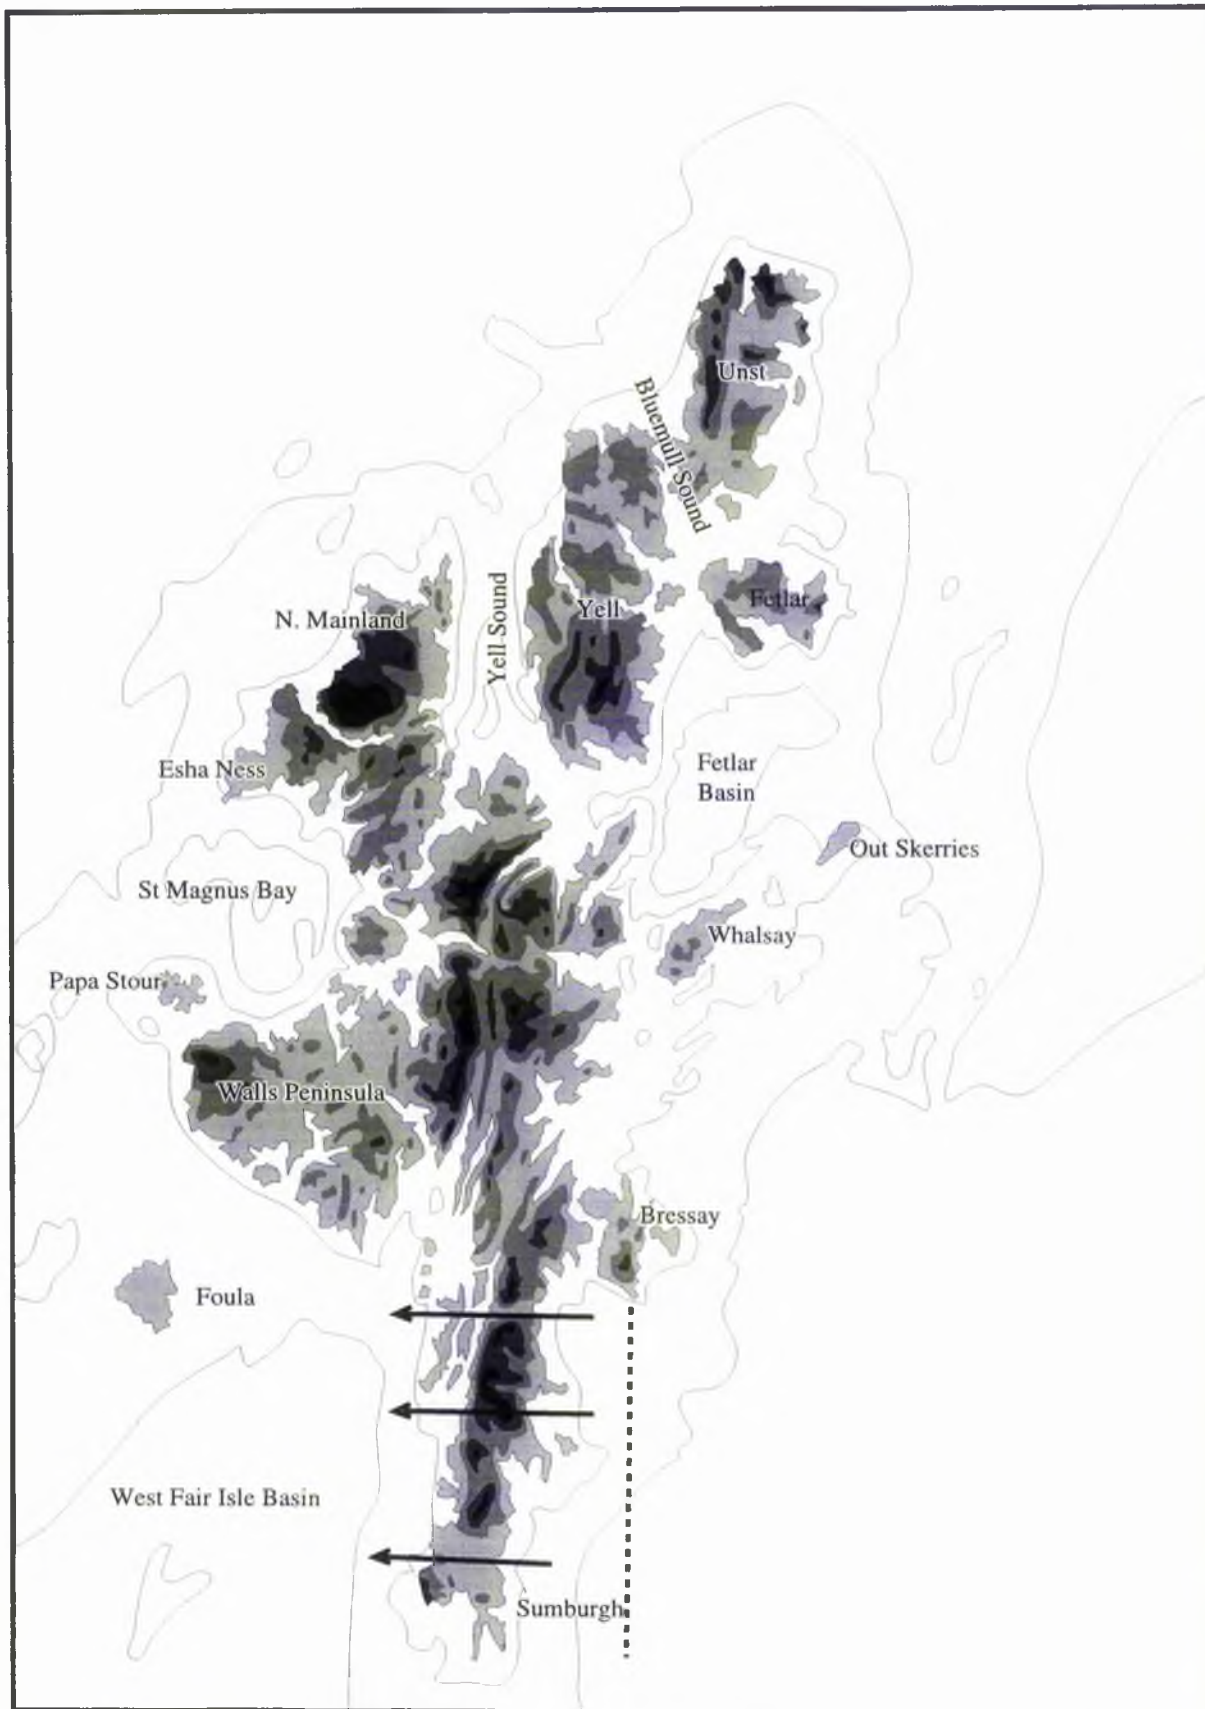 Unst
Bluemull Sound
N. Mainland
Yell Sound
Yell
Fetlar
Esha Ness
Fetlar
Basin
Out Skerries
St Magnus Bay
Whalsay
Papa Stour
Walls Peninsula
Bressay
Foula
West Fair Isle Basin
Sumburgh